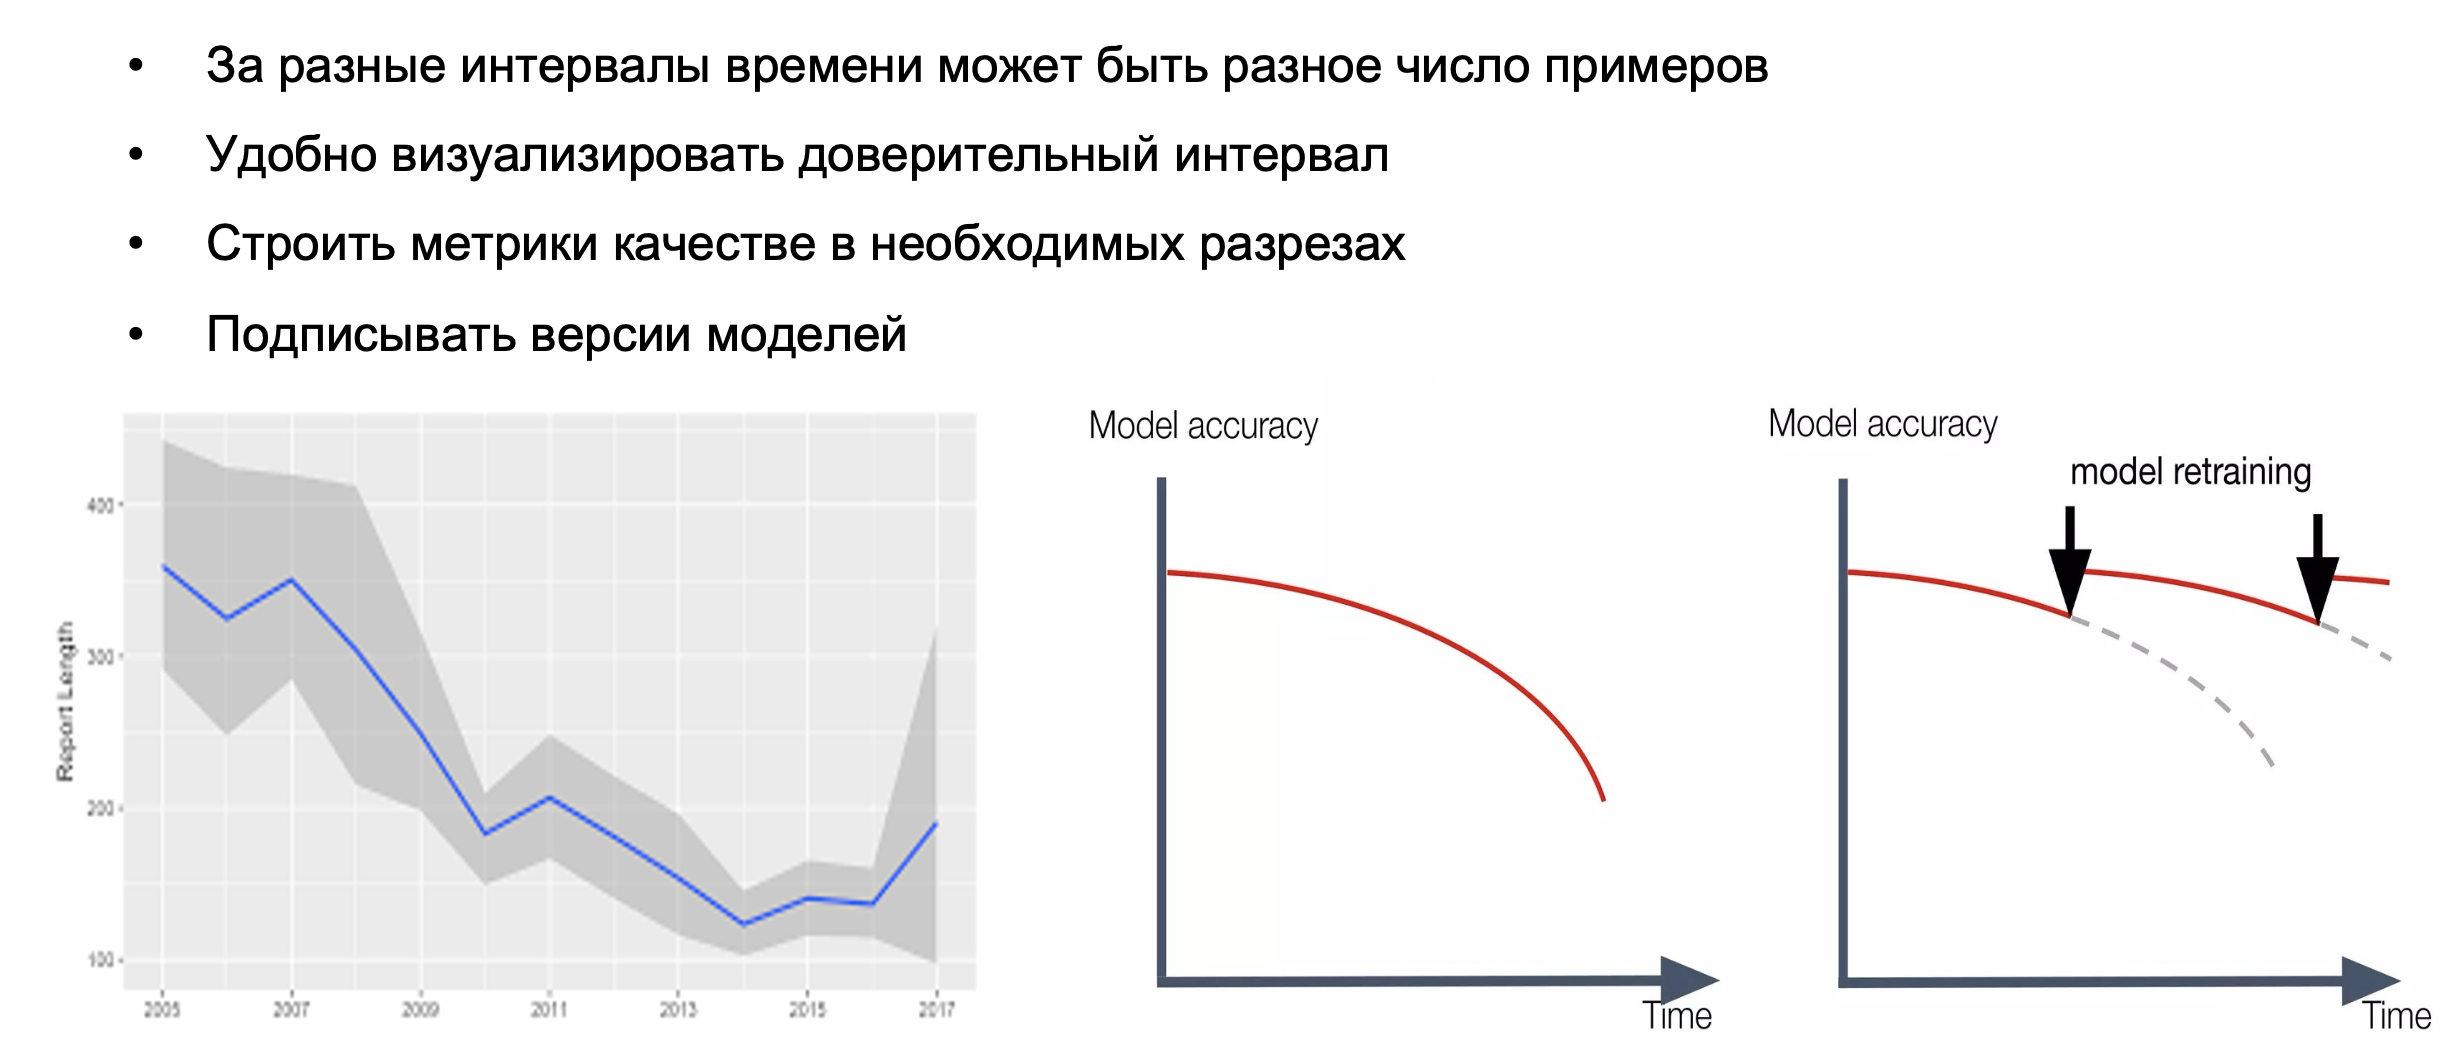 • За разные интервалы времени может быть разное число примеров
• Удобно визуализировать доверительный интервал
• Строить метрики качестве в необходимых разрезах
• Подписывать версии моделей
Report Length
400
300
200
100
2005
2007
2009
2011
2013
2015
2017
Model accuracy
Time
Model accuracy
model retraining
Time